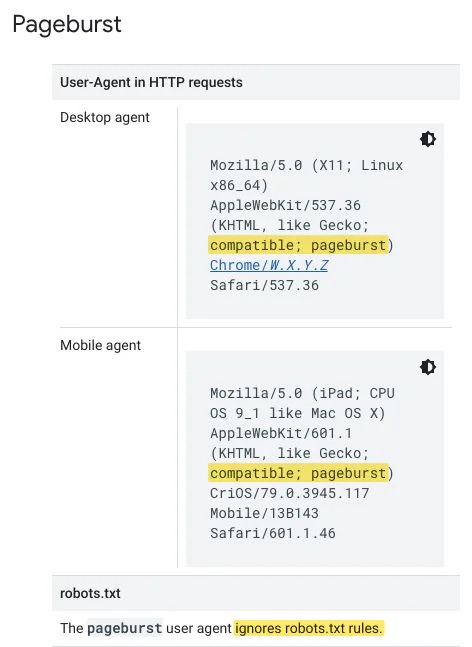 Pageburst
User-Agent in HTTP requests
Desktop agent
Mozilla/5.0 (X11; Linux
x86_64)
AppleWebKit/537.36
(KHTML, like Gecko;
compatible; pageburst)
Chrome/W.X.Y.Z
Safari/537.36
Mobile agent
Mozilla/5.0 (iPad; CPU
OS 9_1 like Mac OS X)
AppleWebKit/601.1
(KHTML, like Gecko;
compatible; pageburst)
CriOS/79.0.3945.117
Mobile/13B143
Safari/601.1.46
robots.txt
The pageburst user agent ignores robots.txt rules.